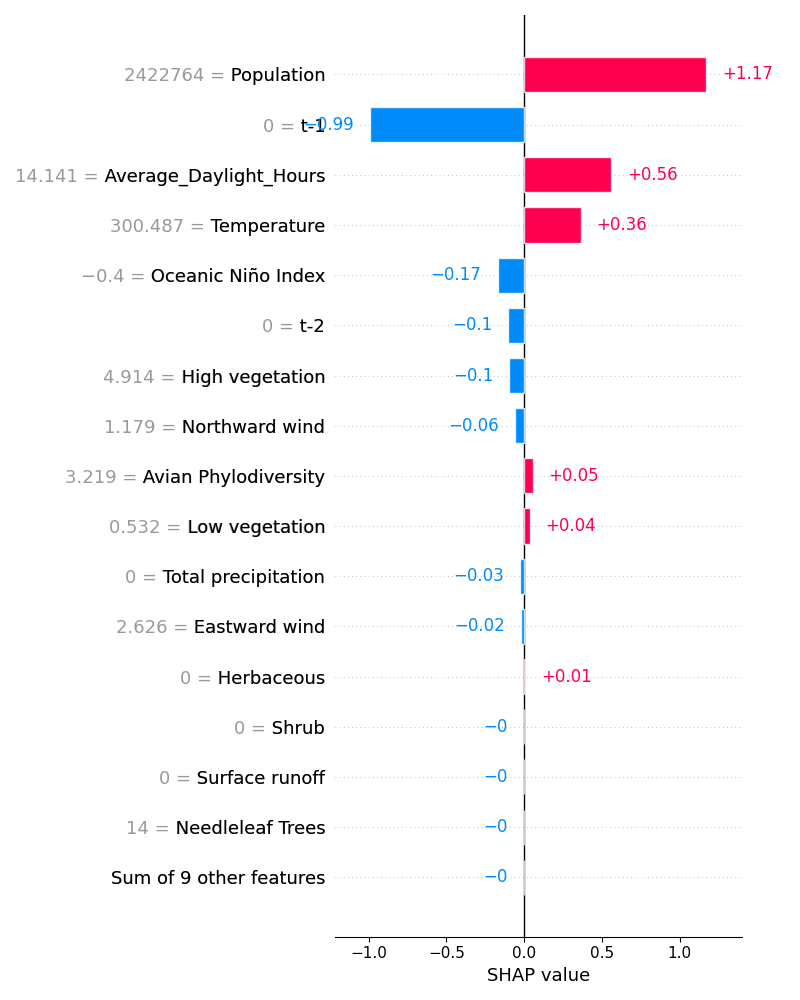 2422764 = Population +1.17
0 = t-1 −0.99
14.141 = Average_Daylight_Hours +0.56
300.487 = Temperature +0.36
−0.4 = Oceanic Niño Index −0.17
0 = t-2 −0.1
4.914 = High vegetation −0.1
1.179 = Northward wind −0.06
3.219 = Avian Phylodiversity +0.05
0.532 = Low vegetation +0.04
0 = Total precipitation −0.03
2.626 = Eastward wind −0.02
0 = Herbaceous +0.01
0 = Shrub −0
0 = Surface runoff −0
14 = Needleleaf Trees −0
Sum of 9 other features −0
−1.0 −0.5 0.0 0.5 1.0
SHAP value